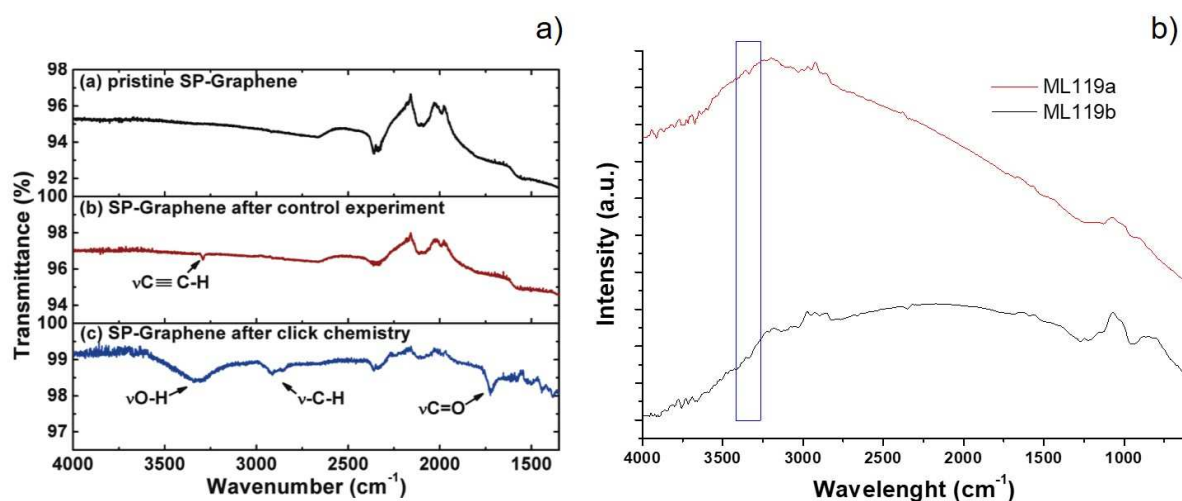 a)
98
(a) pristine SP-Graphene
96
94
92
100
(b) SP-Graphene after control experiment
98
96
νC≡C-H
94
100
(c) SP-Graphene after click chemistry
99
98
νO-H
ν-C-H
νC=O
97
4000 3500 3000 2500 2000 1500
Transmittance (%)
Wavenumber (cm-1)
b)
ML119a
ML119b
Intensity (a.u.)
4000 3500 3000 2500 2000 1500 1000
Wavelenght (cm-1)